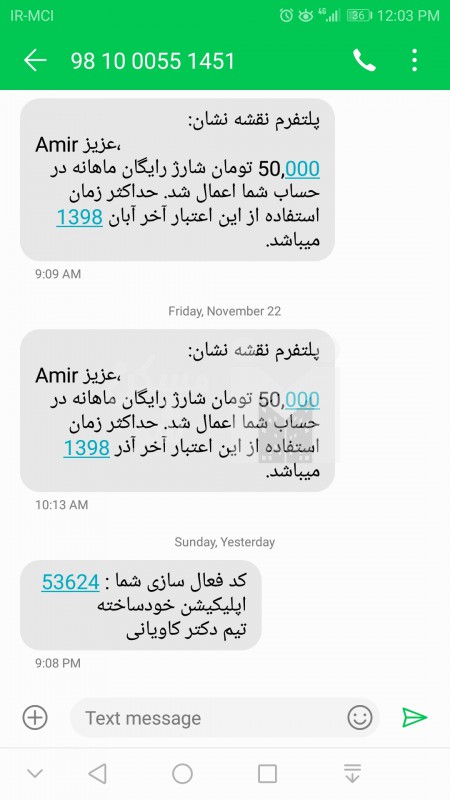 IR-MCI
4G
36
12:03 PM
98 10 0055 1451
پلتفرم نقشه نشان:
Amir عزیز،
50,000 تومان شارژ رایگان ماهانه در
حساب شما اعمال شد. حداکثر زمان
استفاده از این اعتبار آخر آبان 1398
میباشد.
9:09 AM
Friday, November 22
پلتفرم نقشه نشان:
Amir عزیز،
50,000 تومان شارژ رایگان ماهانه در
حساب شما اعمال شد. حداکثر زمان
استفاده از این اعتبار آخر آذر 1398
میباشد.
10:13 AM
Sunday, Yesterday
کد فعال سازی شما : 53624
اپلیکیشن خودساخته
تیم دکتر کاویانی
9:08 PM
Text message